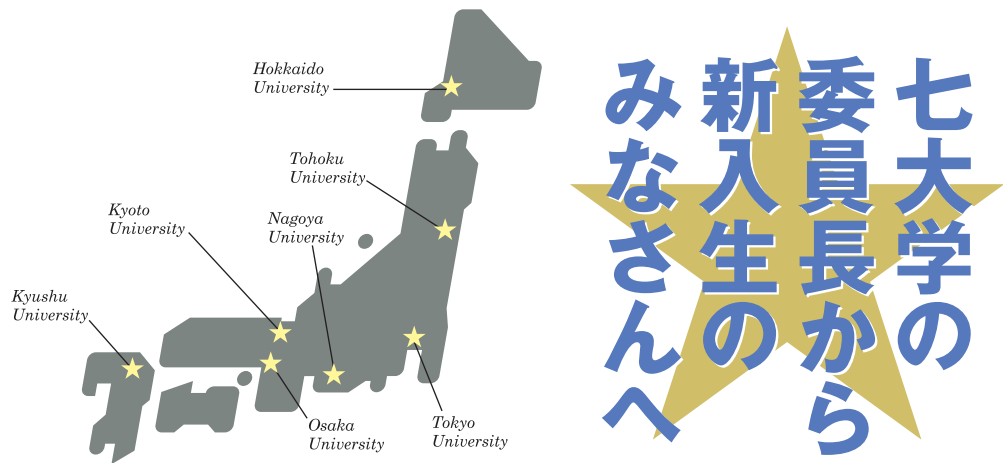 Hokkaido
University
Tohoku
University
Nagoya
University
Kyoto
University
Kyushu
University
Osaka
University
Tokyo
University
七大学の
委員長から
新入生の
みなさんへ